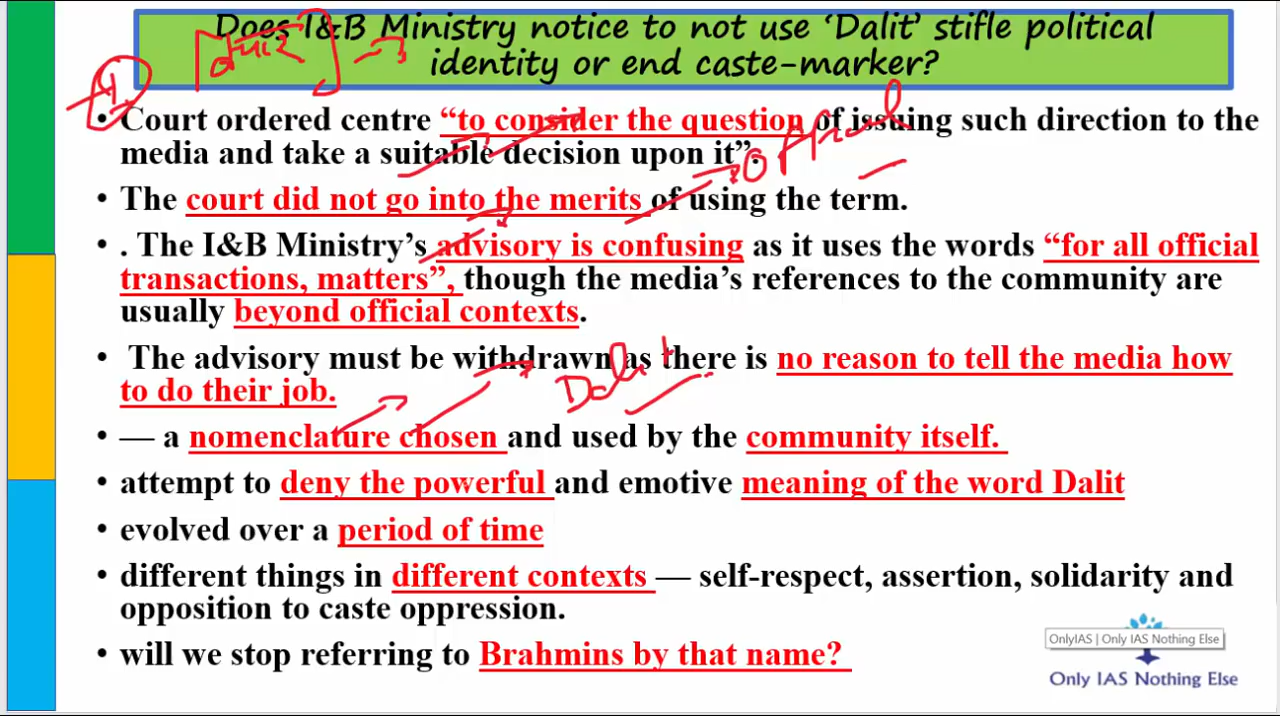 Does I&B Ministry notice to not use ‘Dalit’ stifle political
identity or end caste-marker?
• Court ordered centre “to consider the question of issuing such direction to the
media and take a suitable decision upon it”.
official
• The court did not go into the merits of using the term.
• . The I&B Ministry’s advisory is confusing as it uses the words “for all official
transactions, matters”, though the media’s references to the community are
usually beyond official contexts.
• The advisory must be withdrawn as there is no reason to tell the media how
to do their job.
Dalit
• — a nomenclature chosen and used by the community itself.
• attempt to deny the powerful and emotive meaning of the word Dalit
• evolved over a period of time
• different things in different contexts — self-respect, assertion, solidarity and
opposition to caste oppression.
• will we stop referring to Brahmins by that name?
OnlyIAS | Only IAS Nothing Else
Only IAS Nothing Else